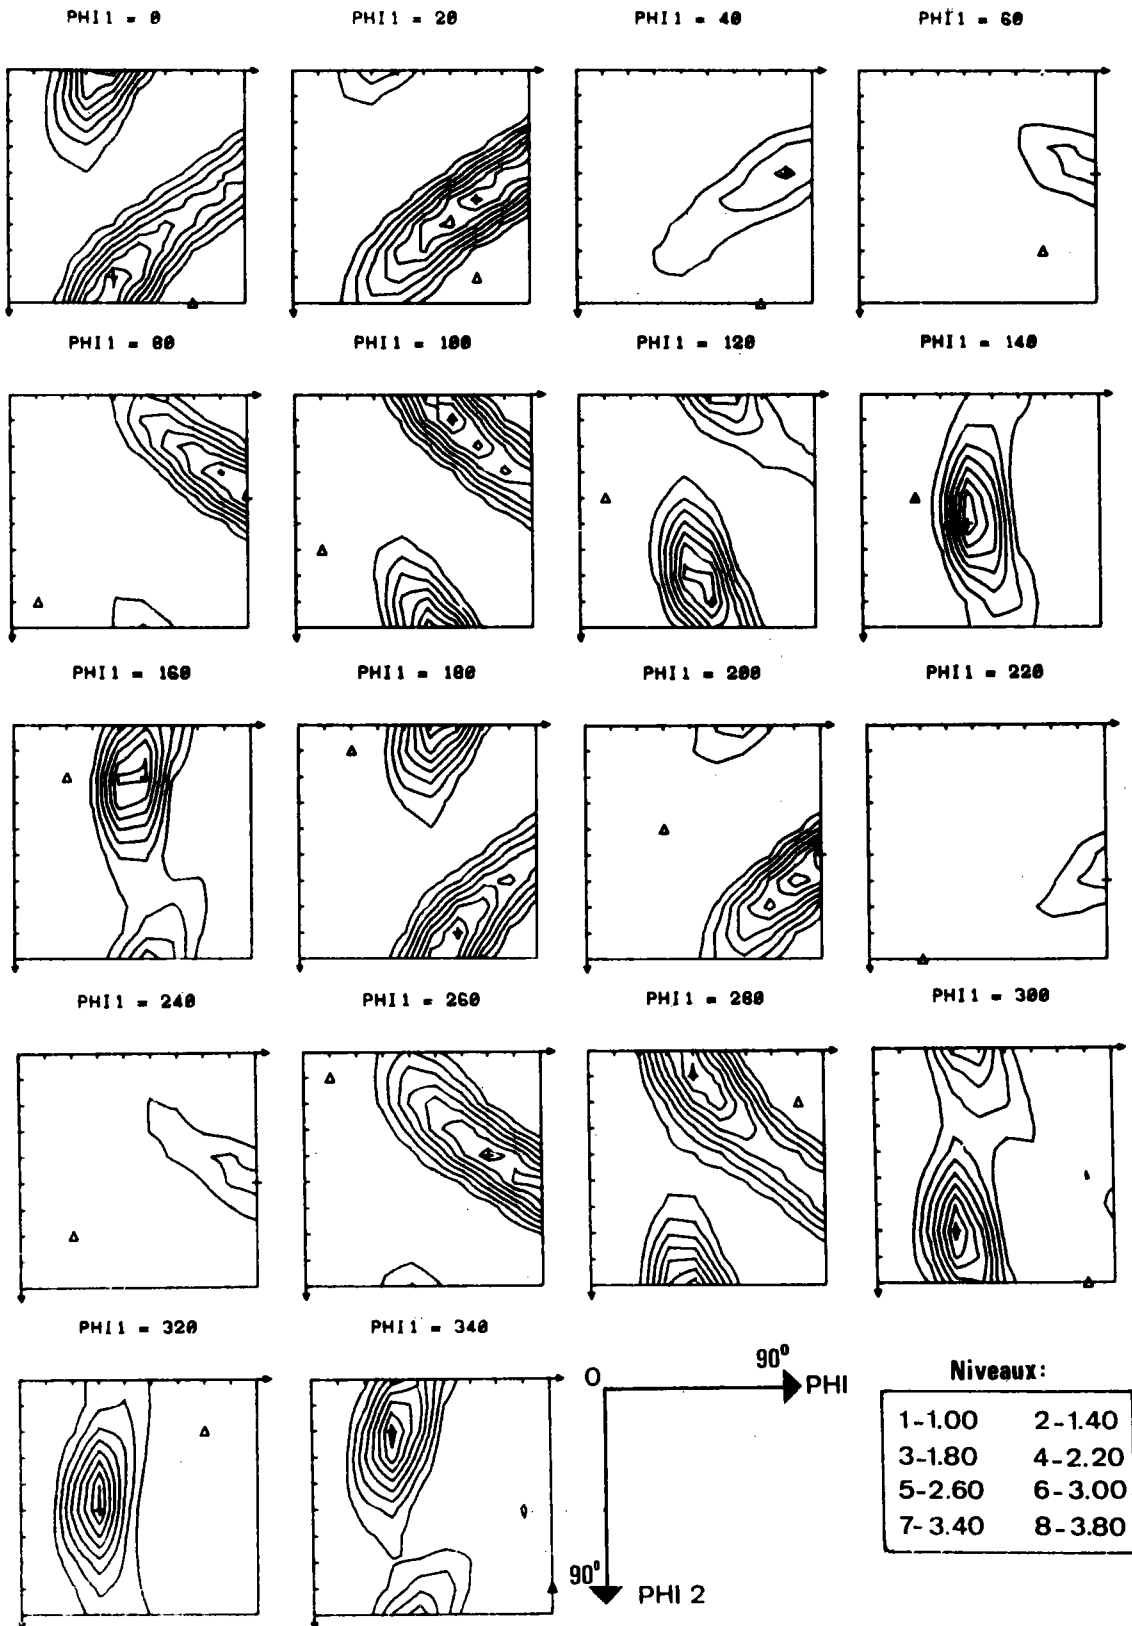 PHI1 = 0 PHI1 = 20 PHI1 = 40 PHI1 = 60
PHI1 = 80 PHI1 = 100 PHI1 = 120 PHI1 = 140
PHI1 = 160 PHI1 = 180 PHI1 = 200 PHI1 = 220
PHI1 = 240 PHI1 = 260 PHI1 = 280 PHI1 = 300
PHI1 = 320 PHI1 = 340
0 90° PHI
90° PHI 2
Niveaux:
1-1.00 2-1.40
3-1.80 4-2.20
5-2.60 6-3.00
7-3.40 8-3.80